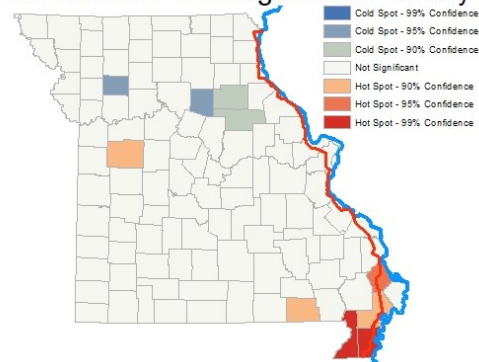 Cold Spot - 99% Confidence
Cold Spot - 95% Confidence
Cold Spot - 90% Confidence
Not Significant
Hot Spot - 90% Confidence
Hot Spot - 95% Confidence
Hot Spot - 99% Confidence